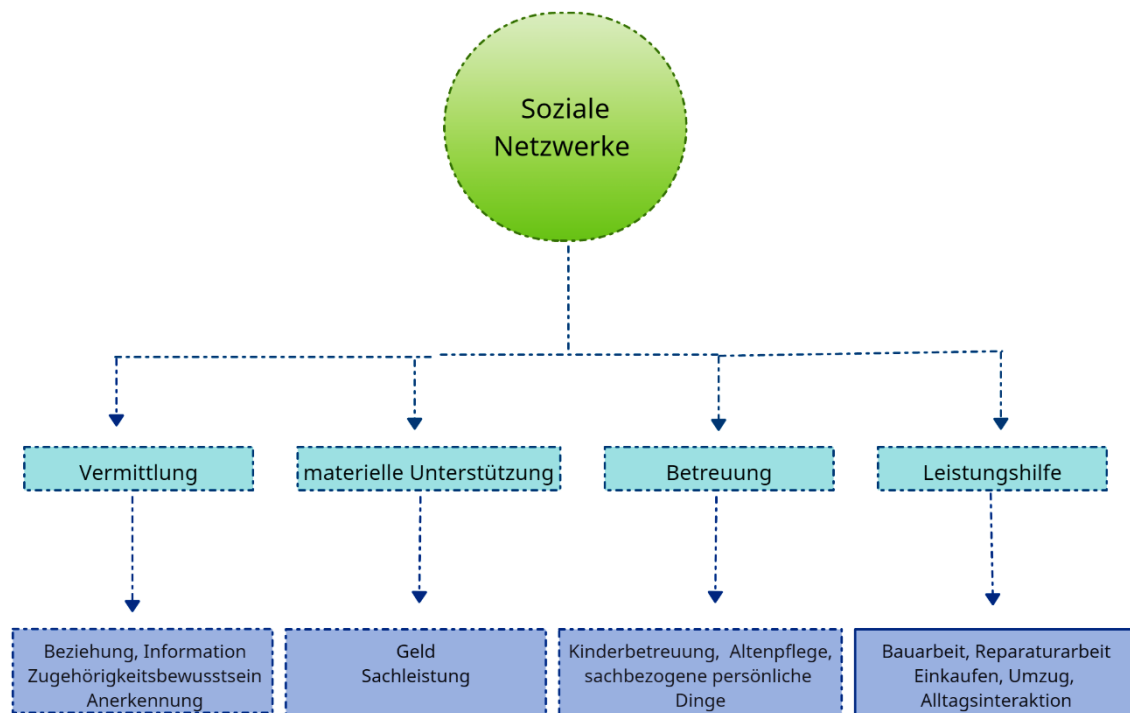 Soziale
Netzwerke
Vermittlung
materielle Unterstützung
Betreuung
Leistungshilfe
Beziehung, Information
Zugehörigkeitsbewusstsein
Anerkennung
Geld
Sachleistung
Kinderbetreuung, Altenpflege,
sachbezogene persönliche
Dinge
Bauarbeit, Reparaturarbeit
Einkaufen, Umzug,
Alltagsinteraktion